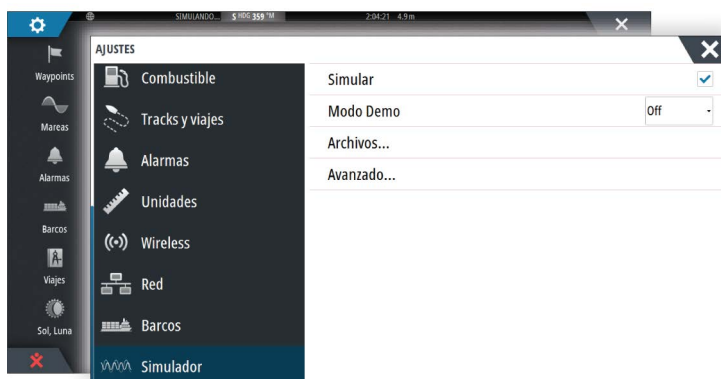 SIMULANDO... S HDG 359 °M 2:04:21 4.9 m
AJUSTES
Waypoints
Mareas
Alarmas
Barcos
Viajes
Sol, Luna
Combustible
Tracks y viajes
Alarmas
Unidades
Wireless
Red
Barcos
Simulador
Simular
Modo Demo Off
Archivos...
Avanzado...